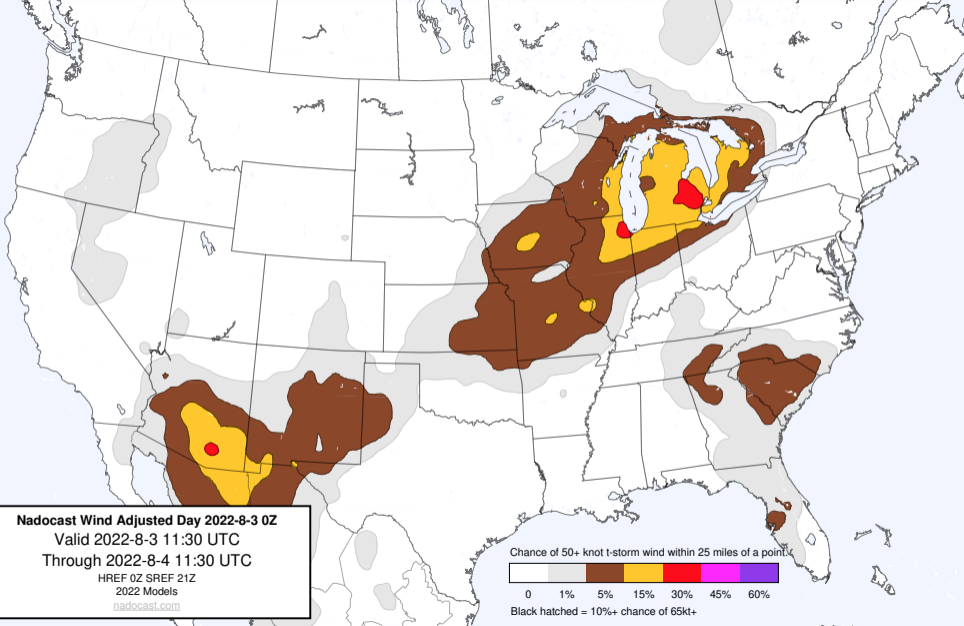 Nadocast Wind Adjusted Day 2022-8-3 0Z
Valid 2022-8-3 11:30 UTC
Through 2022-8-4 11:30 UTC
HREF 0Z SREF 21Z
2022 Models
nadocast.com
Chance of 50+ knot t-storm wind within 25 miles of a point.
0 1% 5% 15% 30% 45% 60%
Black hatched = 10%+ chance of 65kt+